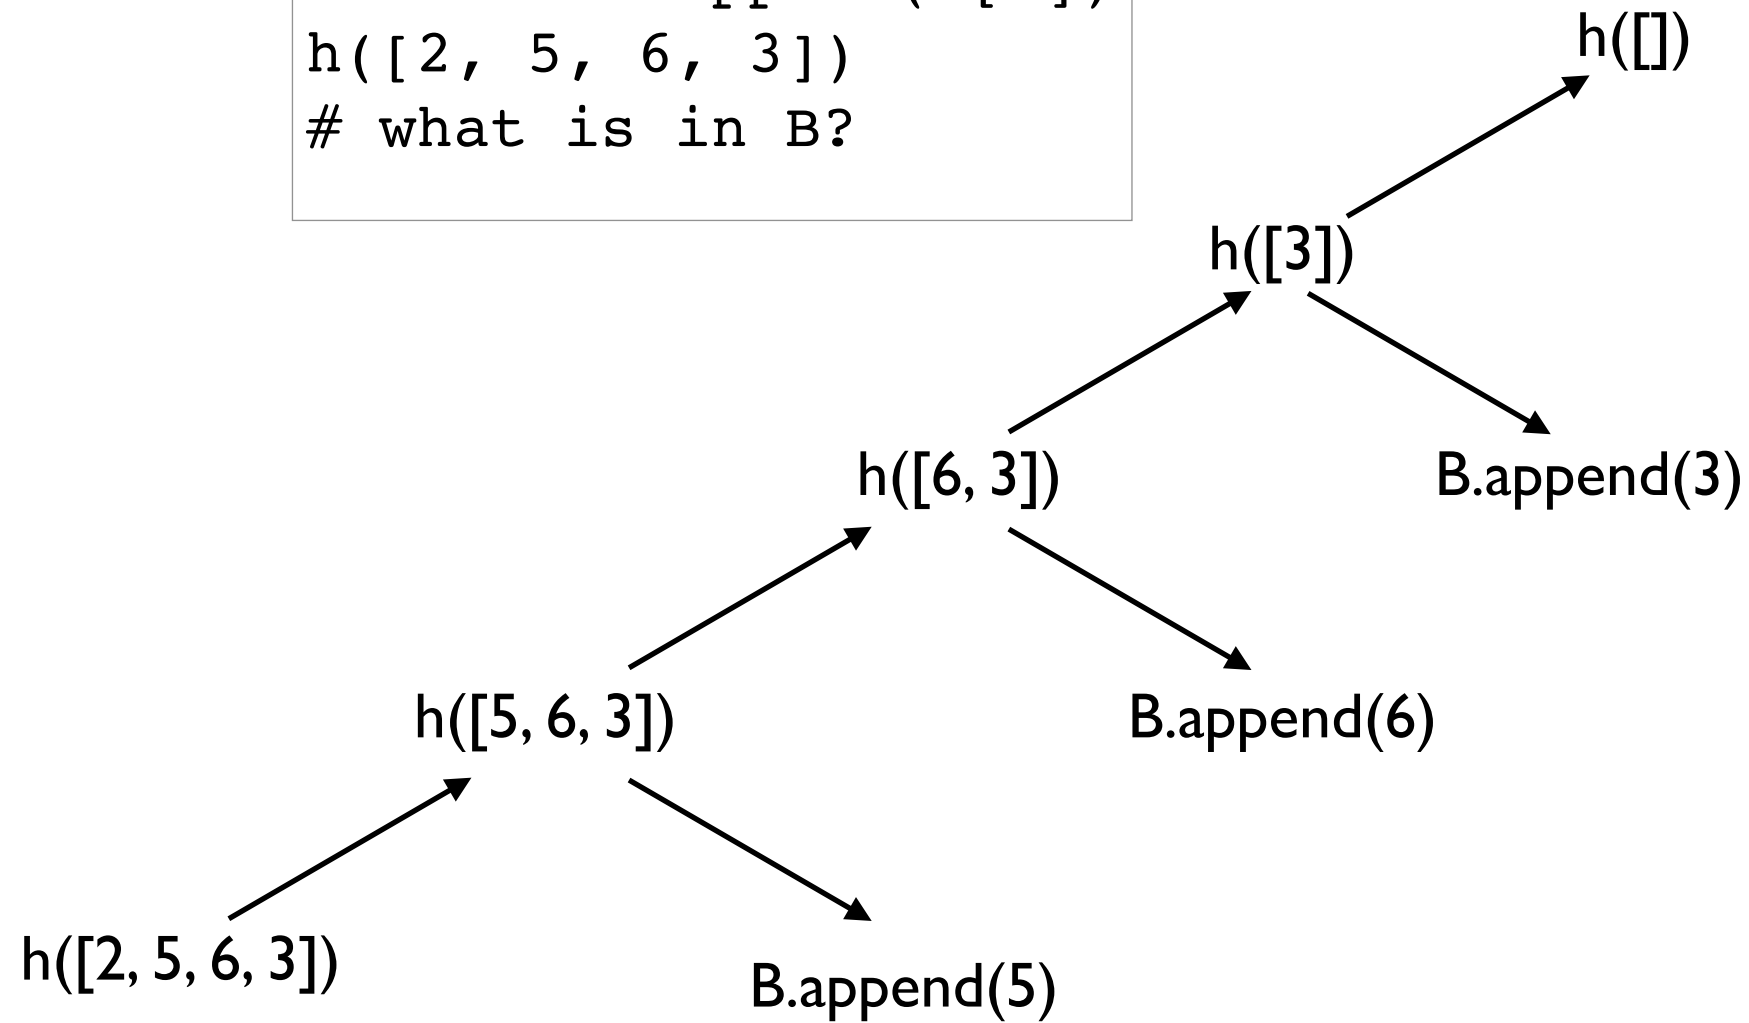 h([2, 5, 6, 3])
# what is in B?
h([])
h([3])
h([6, 3])
B.append(3)
h([5, 6, 3])
B.append(6)
h([2, 5, 6, 3])
B.append(5)